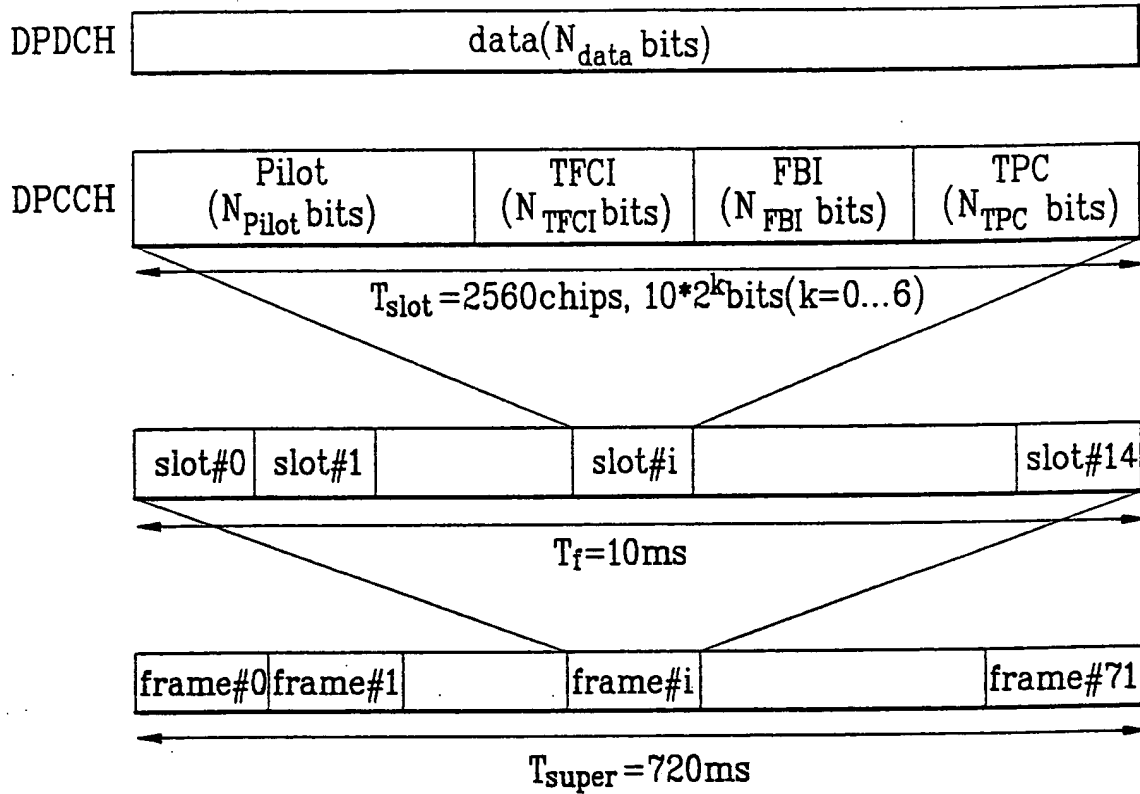 DPDCH data(N_data bits)
DPCCH
Pilot
(N_Pilot bits)
TFCI
(N_TFCI bits)
FBI
(N_FBI bits)
TPC
(N_TPC bits)
T_slot=2560chips, 10*2^k bits(k=0...6)
slot#0 slot#1 slot#i slot#14
T_f=10ms
frame#0 frame#1 frame#i frame#71
T_super=720ms